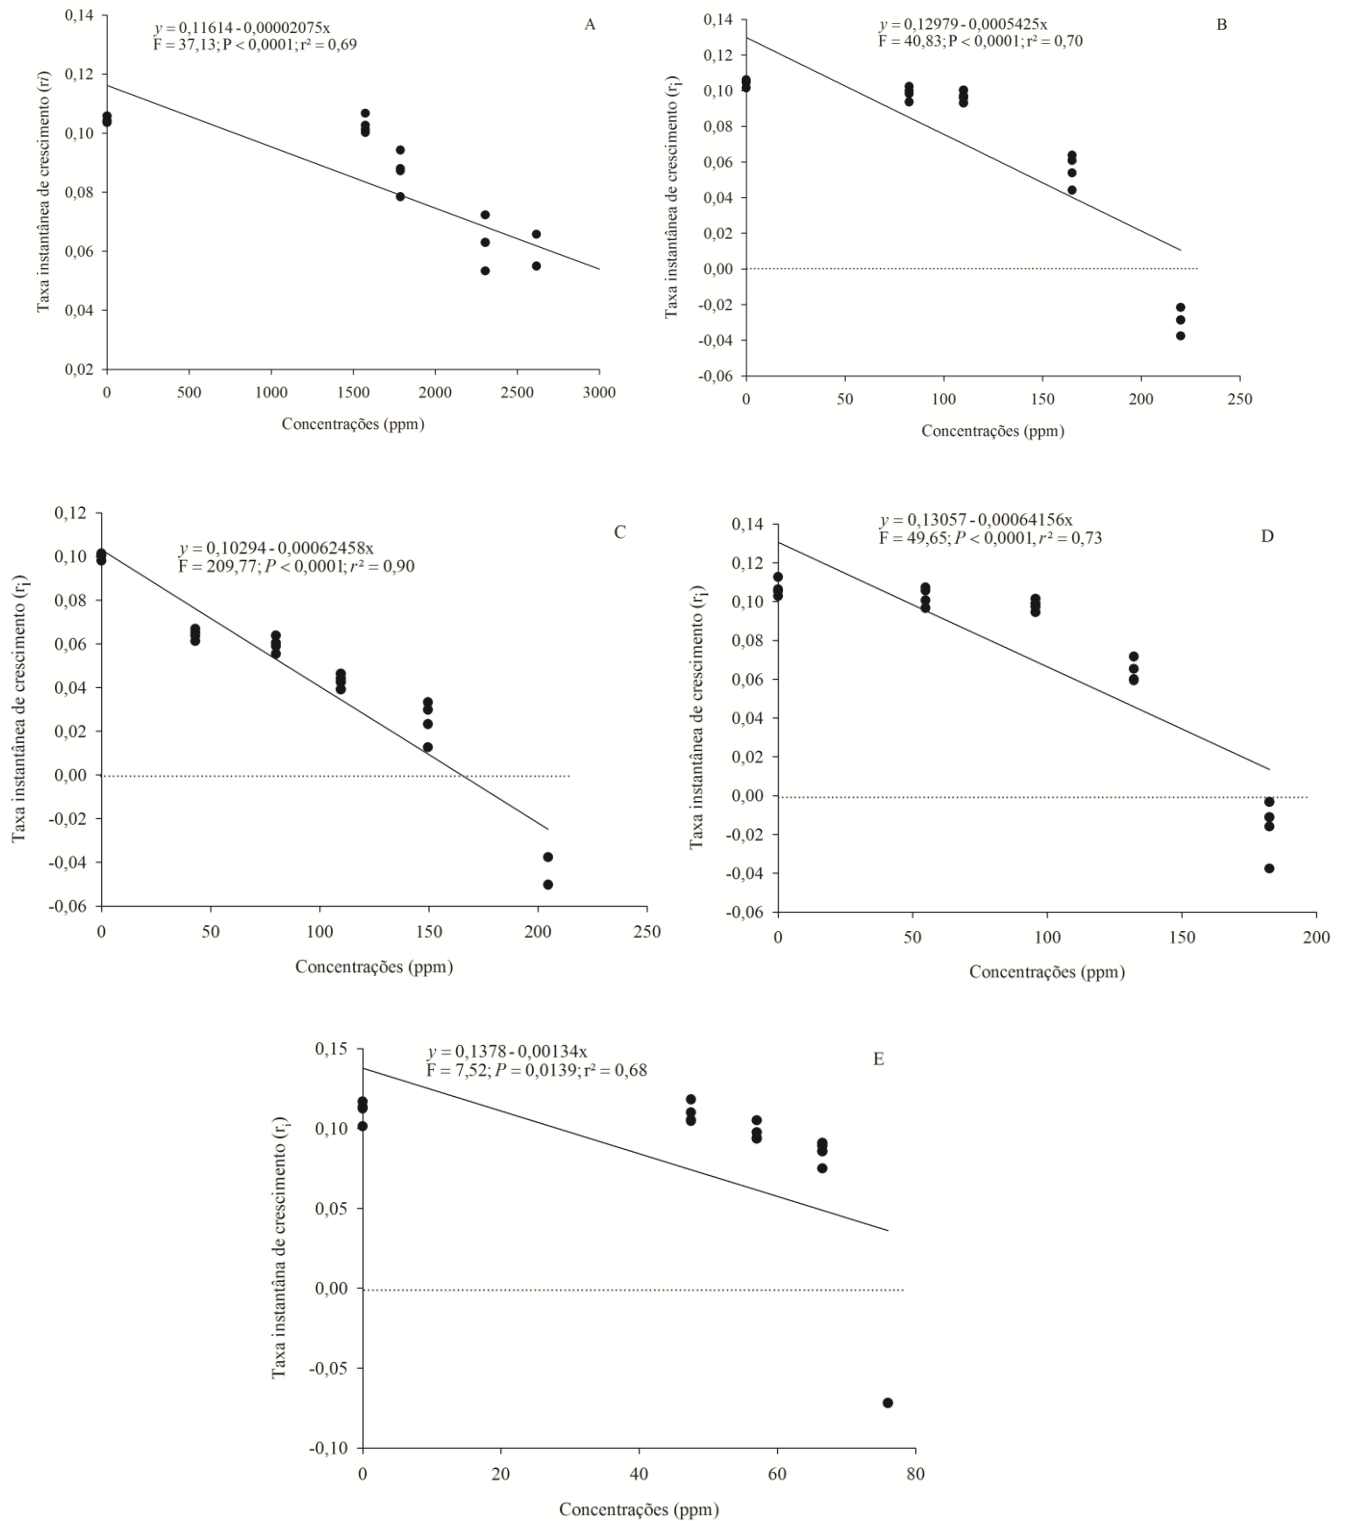 y = 0,11614 - 0,00002075x
F = 37,13; P < 0,0001; r² = 0,69
A
0,14
0,12
0,10
0,08
0,06
0,04
0,02
Taxa instantânea de crescimento (ri)
0 500 1000 1500 2000 2500 3000
Concentrações (ppm)
y = 0,12979 - 0,0005425x
F = 40,83; P < 0,0001; r² = 0,70
B
0,14
0,12
0,10
0,08
0,06
0,04
0,02
0,00
-0,02
-0,04
-0,06
Taxa instantânea de crescimento (ri)
0 50 100 150 200 250
Concentrações (ppm)
y = 0,10294 - 0,00062458x
F = 209,77; P < 0,0001; r² = 0,90
C
0,12
0,10
0,08
0,06
0,04
0,02
0,00
-0,02
-0,04
-0,06
Taxa instantânea de crescimento (ri)
0 50 100 150 200 250
Concentrações (ppm)
y = 0,13057 - 0,00064156x
F = 49,65; P < 0,0001, r² = 0,73
D
0,14
0,12
0,10
0,08
0,06
0,04
0,02
0,00
-0,02
-0,04
-0,06
Taxa instantânea de crescimento (ri)
0 50 100 150 200
Concentrações (ppm)
y = 0,1378 - 0,00134x
F = 7,52; P = 0,0139; r² = 0,68
E
0,15
0,10
0,05
0,00
-0,05
-0,10
Taxa instantâna de crescimento (ri)
0 20 40 60 80
Concentrações (ppm)